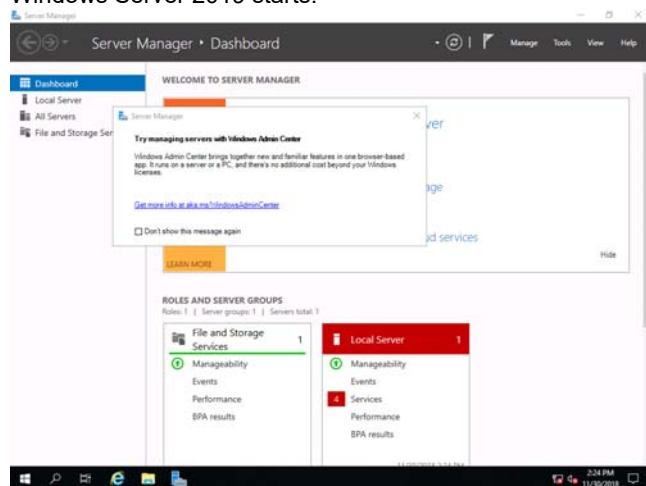 Windows Server 2019 starts.
Server Manager
Server Manager • Dashboard
Manage Tools View Help
Dashboard
Local Server
All Servers
File and Storage Ser
WELCOME TO SERVER MANAGER
Server Manager
Try managing servers with Windows Admin Center
Windows Admin Center brings together new and familiar features in one browser-based
app. It runs on a server or a PC, and there's no additional cost beyond your Windows
licenses.
Get more info at aka.ms/WindowsAdminCenter
Don't show this message again
ver
age
ud services
LEARN MORE
Hide
ROLES AND SERVER GROUPS
Roles: 1 | Server groups: 1 | Servers total: 1
File and Storage
Services
1
Manageability
Events
Performance
BPA results
Local Server 1
Manageability
Events
4 Services
Performance
BPA results
2:24 PM
11/30/2018